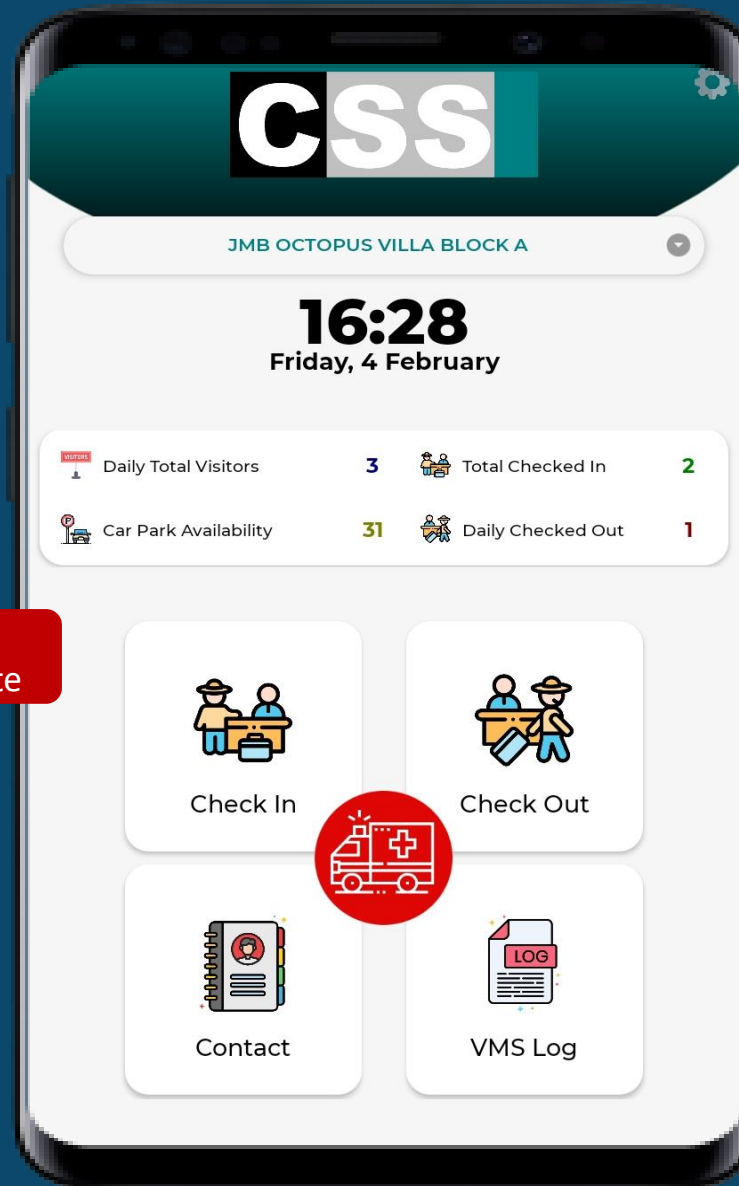 CSS
JMB OCTOPUS VILLA BLOCK A
16:28
Friday, 4 February
VISITORS
Daily Total Visitors 3
Total Checked In 2
P
Car Park Availability 31
Daily Checked Out 1
te
Check In
Check Out
LOG
Contact
VMS Log